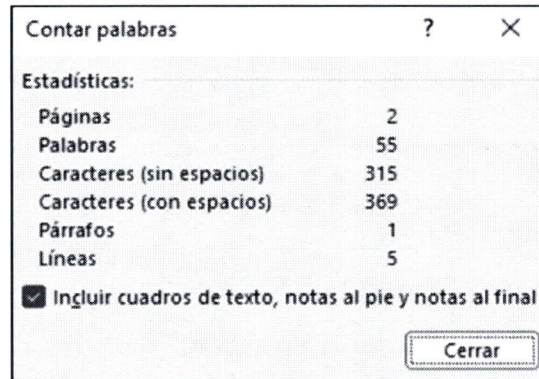 Contar palabras ? ×
Estadísticas:
Páginas 2
Palabras 55
Caracteres (sin espacios) 315
Caracteres (con espacios) 369
Párrafos 1
Líneas 5
Incluir cuadros de texto, notas al pie y notas al final
Cerrar